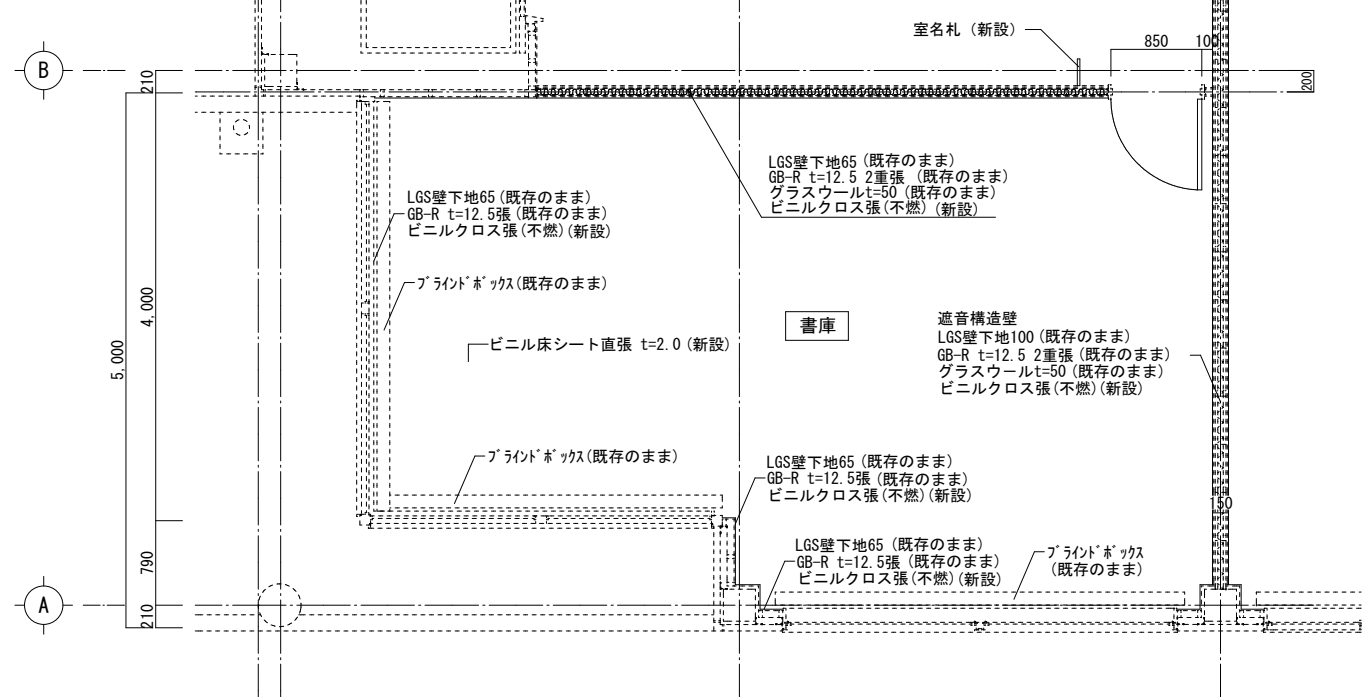 室名札 (新設)
850
100
B
210
200
LGS壁下地65 (既存のまま)
GB-R t=12.5 2重張 (既存のまま)
グラスウールt=50 (既存のまま)
ビニルクロス張(不燃) (新設)
LGS壁下地65 (既存のまま)
GB-R t=12.5張 (既存のまま)
ビニルクロス張(不燃) (新設)
ブラインドボックス(既存のまま)
4,000
5,000
書庫
遮音構造壁
LGS壁下地100 (既存のまま)
GB-R t=12.5 2重張 (既存のまま)
グラスウールt=50 (既存のまま)
ビニルクロス張(不燃) (新設)
ビニル床シート直張 t=2.0 (新設)
ブラインドボックス(既存のまま)
LGS壁下地65 (既存のまま)
GB-R t=12.5張 (既存のまま)
ビニルクロス張(不燃) (新設)
150
LGS壁下地65 (既存のまま)
GB-R t=12.5張 (既存のまま)
ビニルクロス張(不燃) (新設)
ブラインドボックス
(既存のまま)
790
A
210